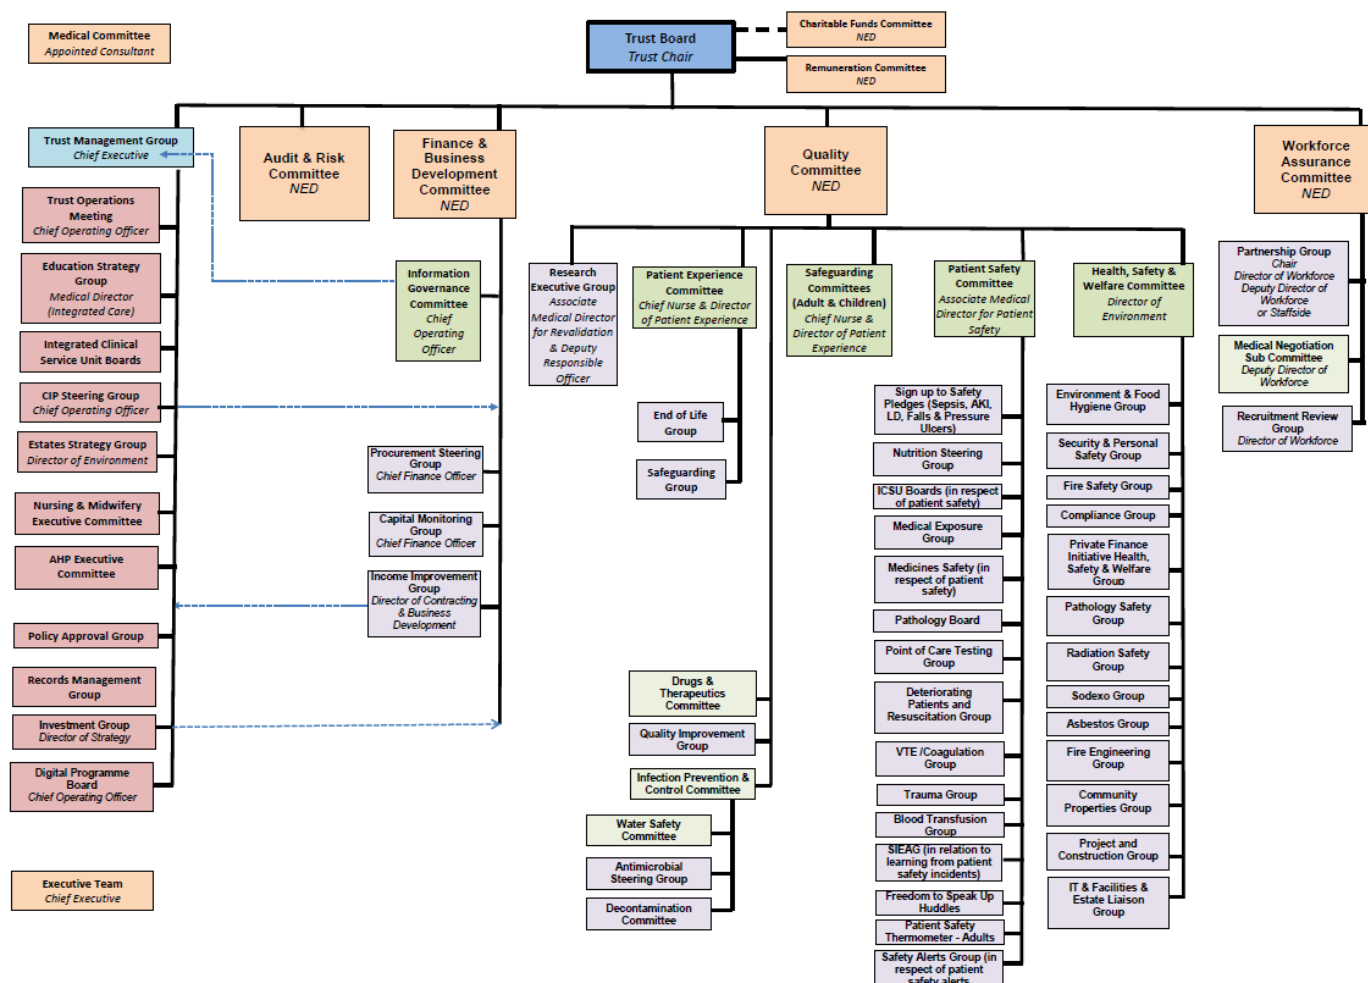 Medical Committee
Appointed Consultant
Trust Board
Trust Chair
Charitable Funds Committee
NED
Remuneration Committee
NED
Trust Management Group
Chief Executive
Audit & Risk
Committee
NED
Finance &
Business
Development
Committee
NED
Quality
Committee
NED
Workforce
Assurance
Committee
NED
Trust Operations
Meeting
Chief Operating Officer
Education Strategy
Group
Medical Director
(Integrated Care)
Integrated Clinical
Service Unit Boards
CIP Steering Group
Chief Operating Officer
Estates Strategy Group
Director of Environment
Nursing & Midwifery
Executive Committee
AHP Executive
Committee
Policy Approval Group
Records Management
Group
Investment Group
Director of Strategy
Digital Programme
Board
Chief Operating Officer
Executive Team
Chief Executive
Information
Governance
Committee
Chief
Operating
Officer
Procurement Steering
Group
Chief Finance Officer
Capital Monitoring
Group
Chief Finance Officer
Income Improvement
Group
Director of Contracting
& Business
Development
Research
Executive Group
Associate
Medical Director
for Revalidation
& Deputy
Responsible
Officer
Patient Experience
Committee
Chief Nurse & Director
of Patient Experience
End of Life
Group
Safeguarding
Group
Drugs &
Therapeutics
Committee
Quality Improvement
Group
Infection Prevention &
Control Committee
Water Safety
Committee
Antimicrobial
Steering Group
Decontamination
Committee
Safeguarding
Committees
(Adult & Children)
Chief Nurse &
Director of Patient
Experience
Patient Safety
Committee
Associate Medical
Director for Patient
Safety
Sign up to Safety
Pledges (Sepsis, AKI,
LD, Falls & Pressure
Ulcers)
Nutrition Steering
Group
ICSU Boards (in respect
of patient safety)
Medical Exposure
Group
Medicines Safety (in
respect of patient
safety)
Pathology Board
Point of Care Testing
Group
Deteriorating
Patients and
Resuscitation Group
VTE /Coagulation
Group
Trauma Group
Blood Transfusion
Group
SIEAG (in relation to
learning from patient
safety incidents)
Freedom to Speak Up
Huddles
Patient Safety
Thermometer - Adults
Safety Alerts Group (in
respect of patient
safety alerts
Health, Safety &
Welfare Committee
Director of
Environment
Environment & Food
Hygiene Group
Security & Personal
Safety Group
Fire Safety Group
Compliance Group
Private Finance
Initiative Health,
Safety & Welfare
Group
Pathology Safety
Group
Radiation Safety
Group
Sodexo Group
Asbestos Group
Fire Engineering
Group
Community
Properties Group
Project and
Construction Group
IT & Facilities &
Estate Liaison
Group
Partnership Group
Chair
Director of Workforce
Deputy Director of
Workforce
or Staffside
Medical Negotiation
Sub Committee
Deputy Director of
Workforce
Recruitment Review
Group
Director of Workforce